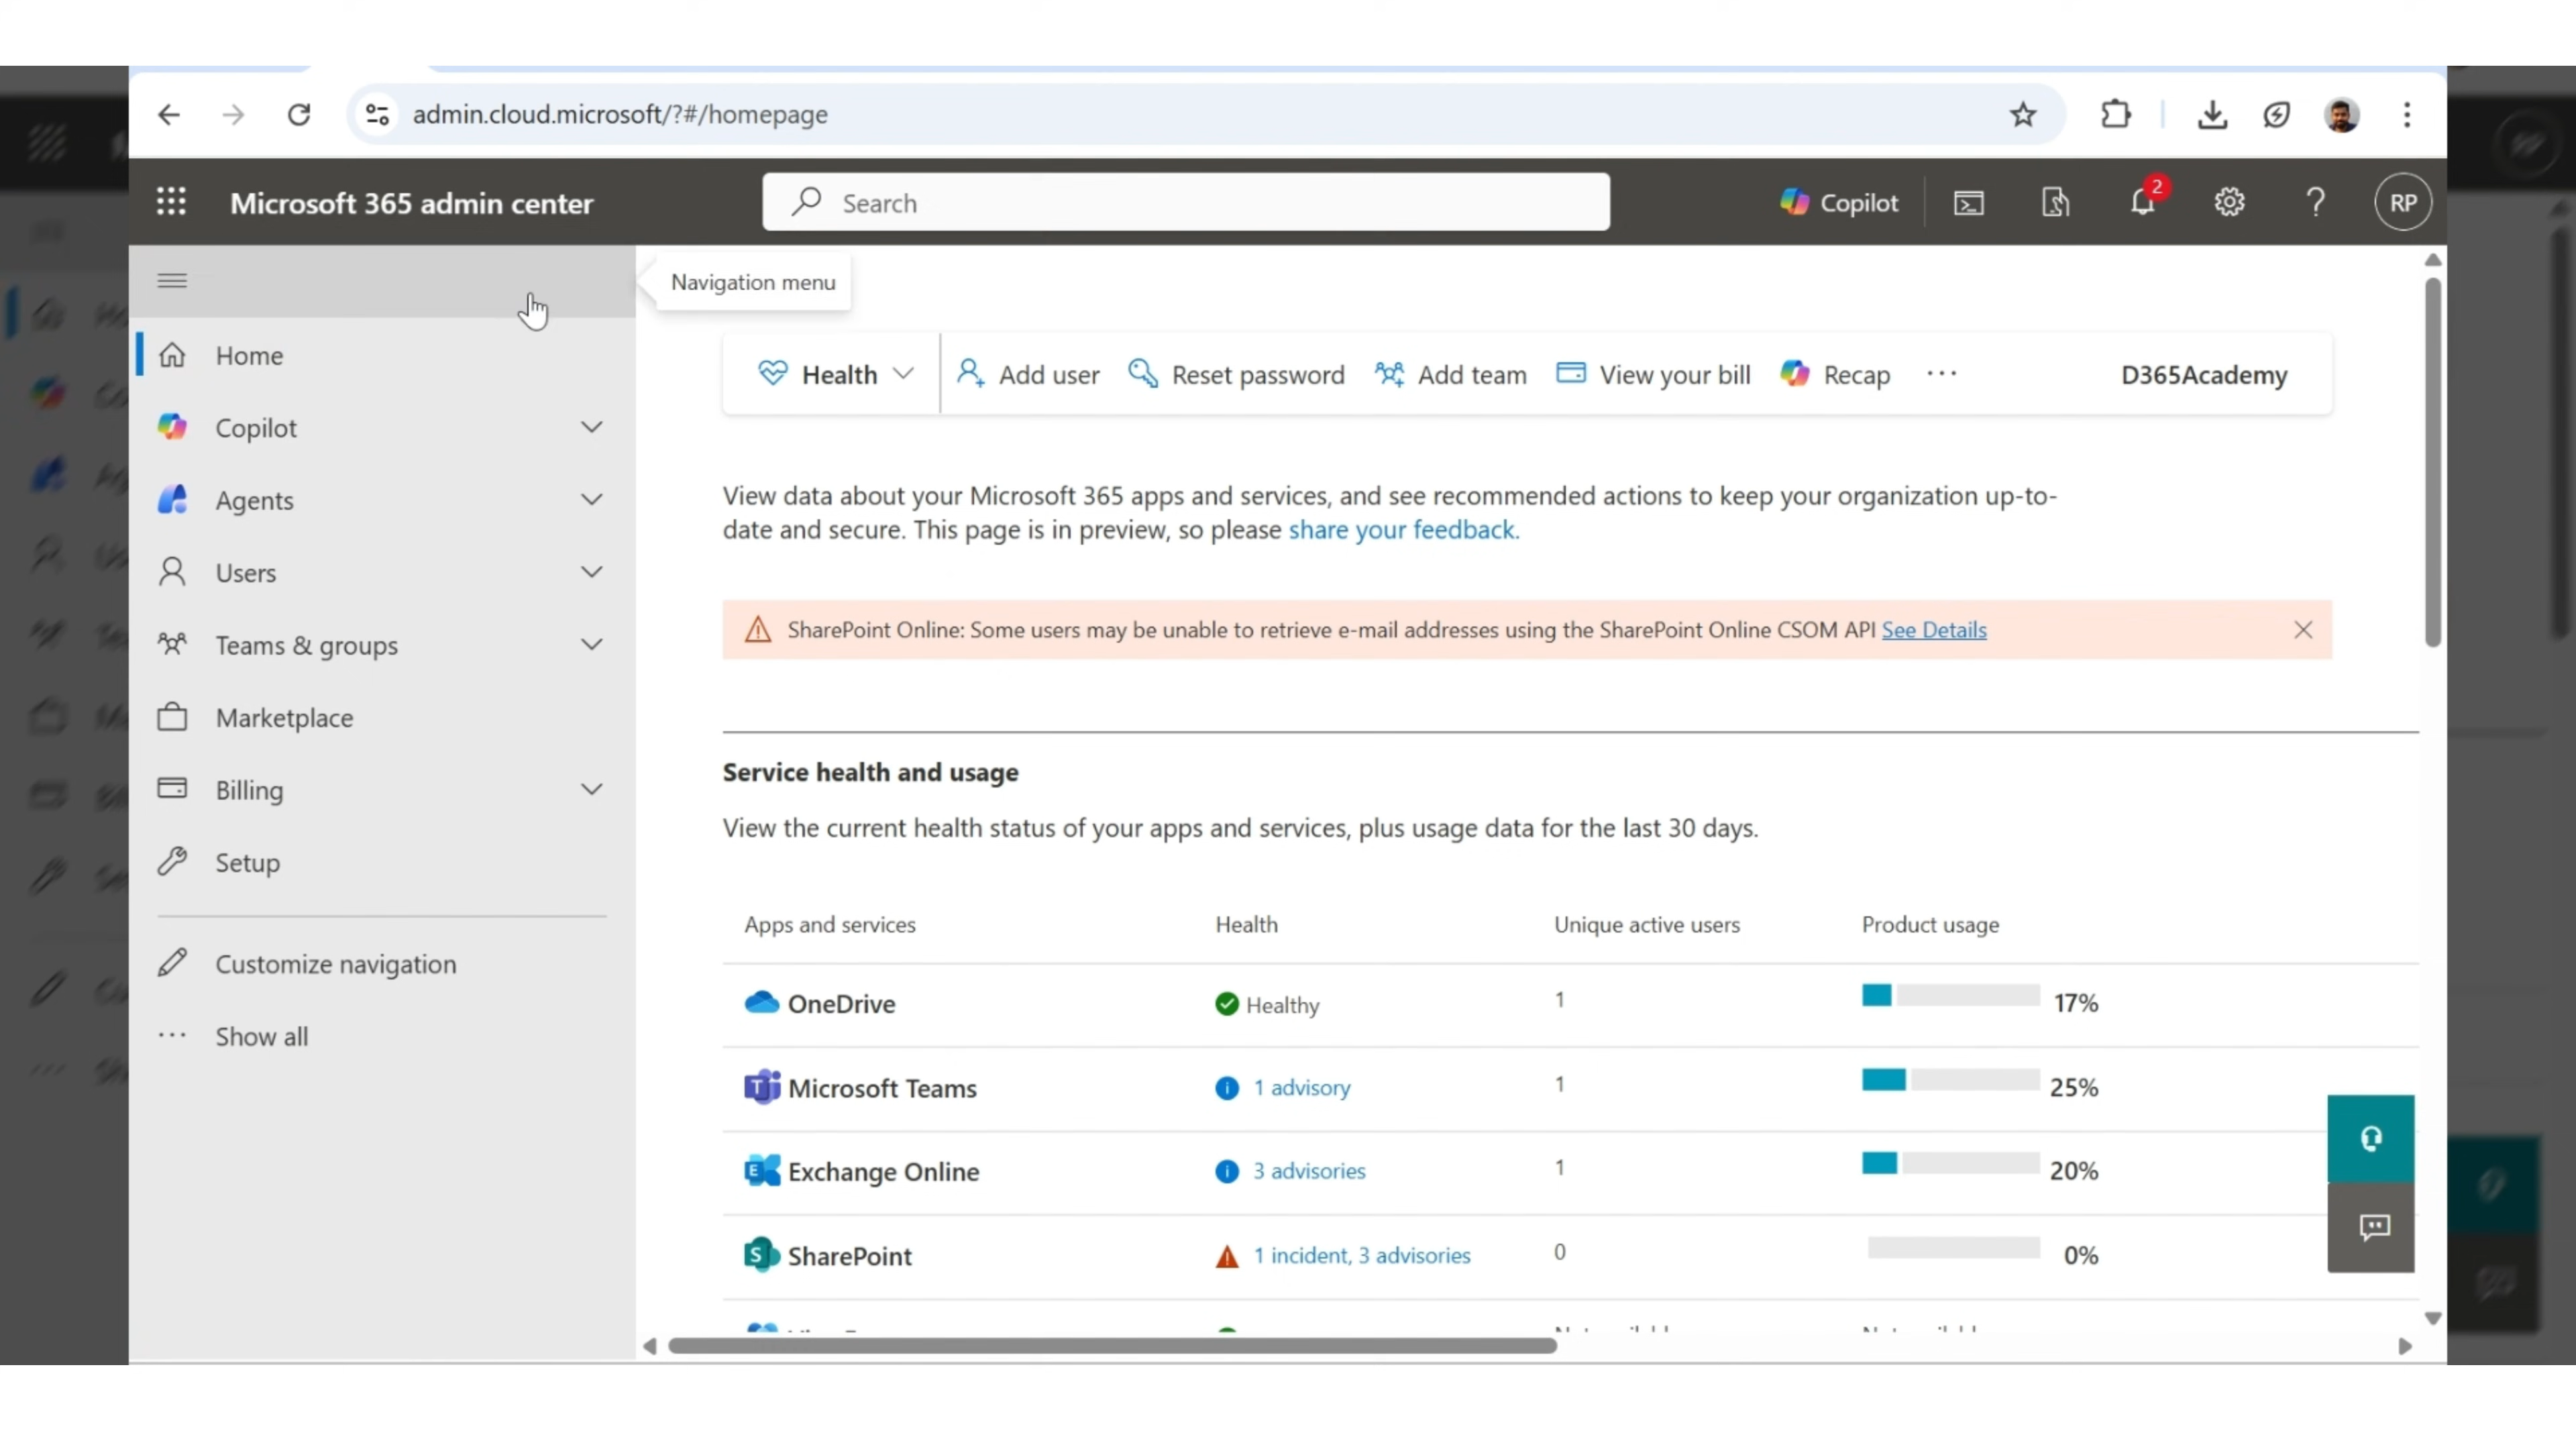 admin.cloud.microsoft/?#/homepage
Microsoft 365 admin center
Search
Copilot
2
RP
Navigation menu
Home
Copilot
Agents
Users
Teams & groups
Marketplace
Billing
Setup
Customize navigation
Show all
Health
Add user
Reset password
Add team
View your bill
Recap
D365Academy
View data about your Microsoft 365 apps and services, and see recommended actions to keep your organization up-to-
date and secure. This page is in preview, so please share your feedback.
SharePoint Online: Some users may be unable to retrieve e-mail addresses using the SharePoint Online CSOM API See Details
Service health and usage
View the current health status of your apps and services, plus usage data for the last 30 days.
Apps and services Health Unique active users Product usage
OneDrive Healthy 1 17%
Microsoft Teams 1 advisory 1 25%
Exchange Online 3 advisories 1 20%
SharePoint 1 incident, 3 advisories 0 0%